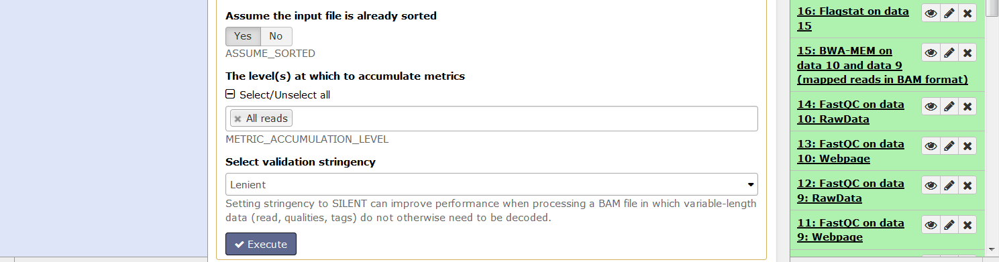 Assume the input file is already sorted
Yes No
ASSUME_SORTED
The level(s) at which to accumulate metrics
Select/Unselect all
All reads
METRIC_ACCUMULATION_LEVEL
Select validation stringency
Lenient
Setting stringency to SILENT can improve performance when processing a BAM file in which variable-length
data (read, qualities, tags) do not otherwise need to be decoded.
Execute
16: Flagstat on data
15
15: BWA-MEM on
data 10 and data 9
(mapped reads in BAM format)
14: FastQC on data
10: RawData
13: FastQC on data
10: Webpage
12: FastQC on data
9: RawData
11: FastQC on data
9: Webpage